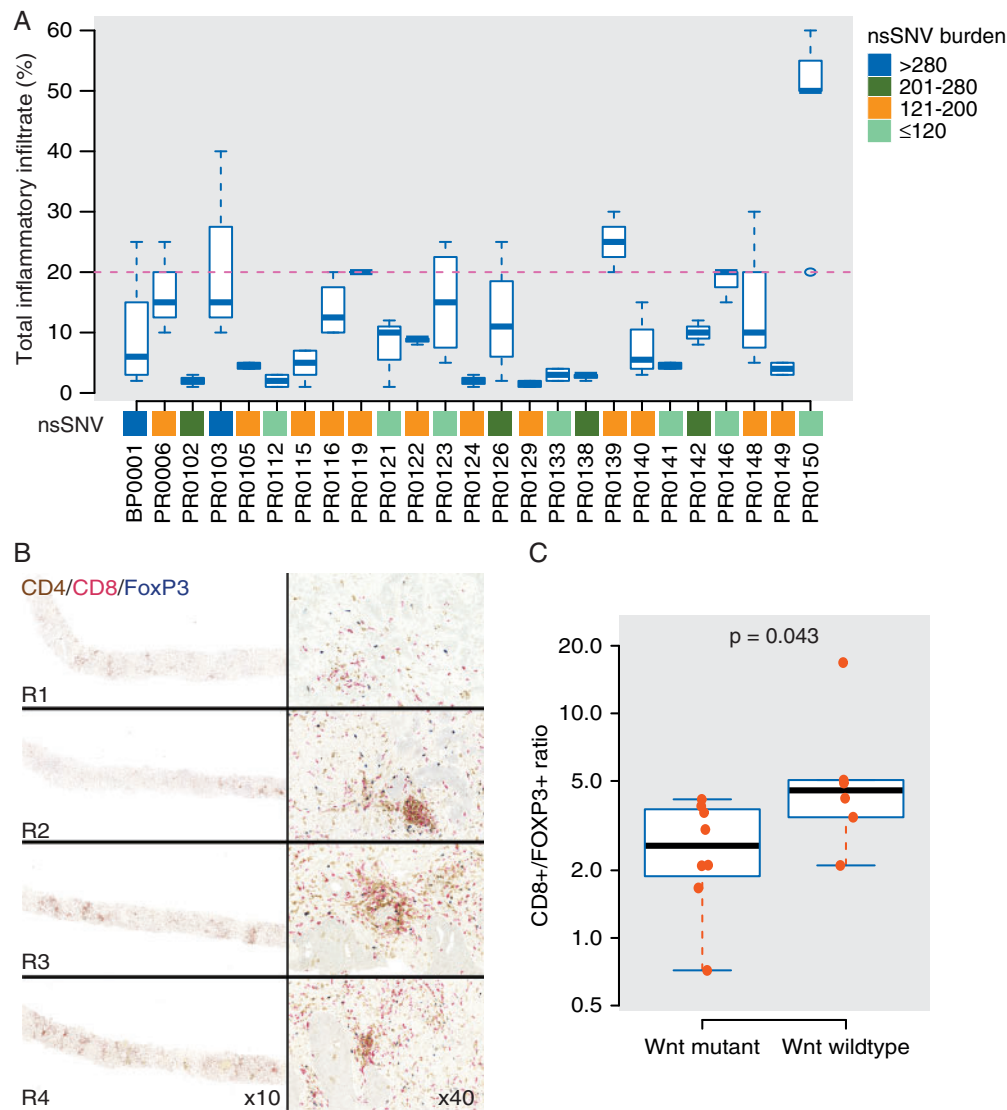 A
Total inflammatory infiltrate (%)
60
50
40
30
20
10
0
nsSNV burden
>280
201-280
121-200
≤120
nsSNV
BP0001
PR0006
PR0102
PR0103
PR0105
PR0112
PR0115
PR0116
PR0119
PR0121
PR0122
PR0123
PR0124
PR0126
PR0129
PR0133
PR0138
PR0139
PR0140
PR0141
PR0142
PR0146
PR0148
PR0149
PR0150
B
CD4/CD8/FoxP3
R1
R2
R3
R4
x10
x40
C
p = 0.043
CD8+/FOXP3+ ratio
20.0
10.0
5.0
2.0
1.0
0.5
Wnt mutant
Wnt wildtype